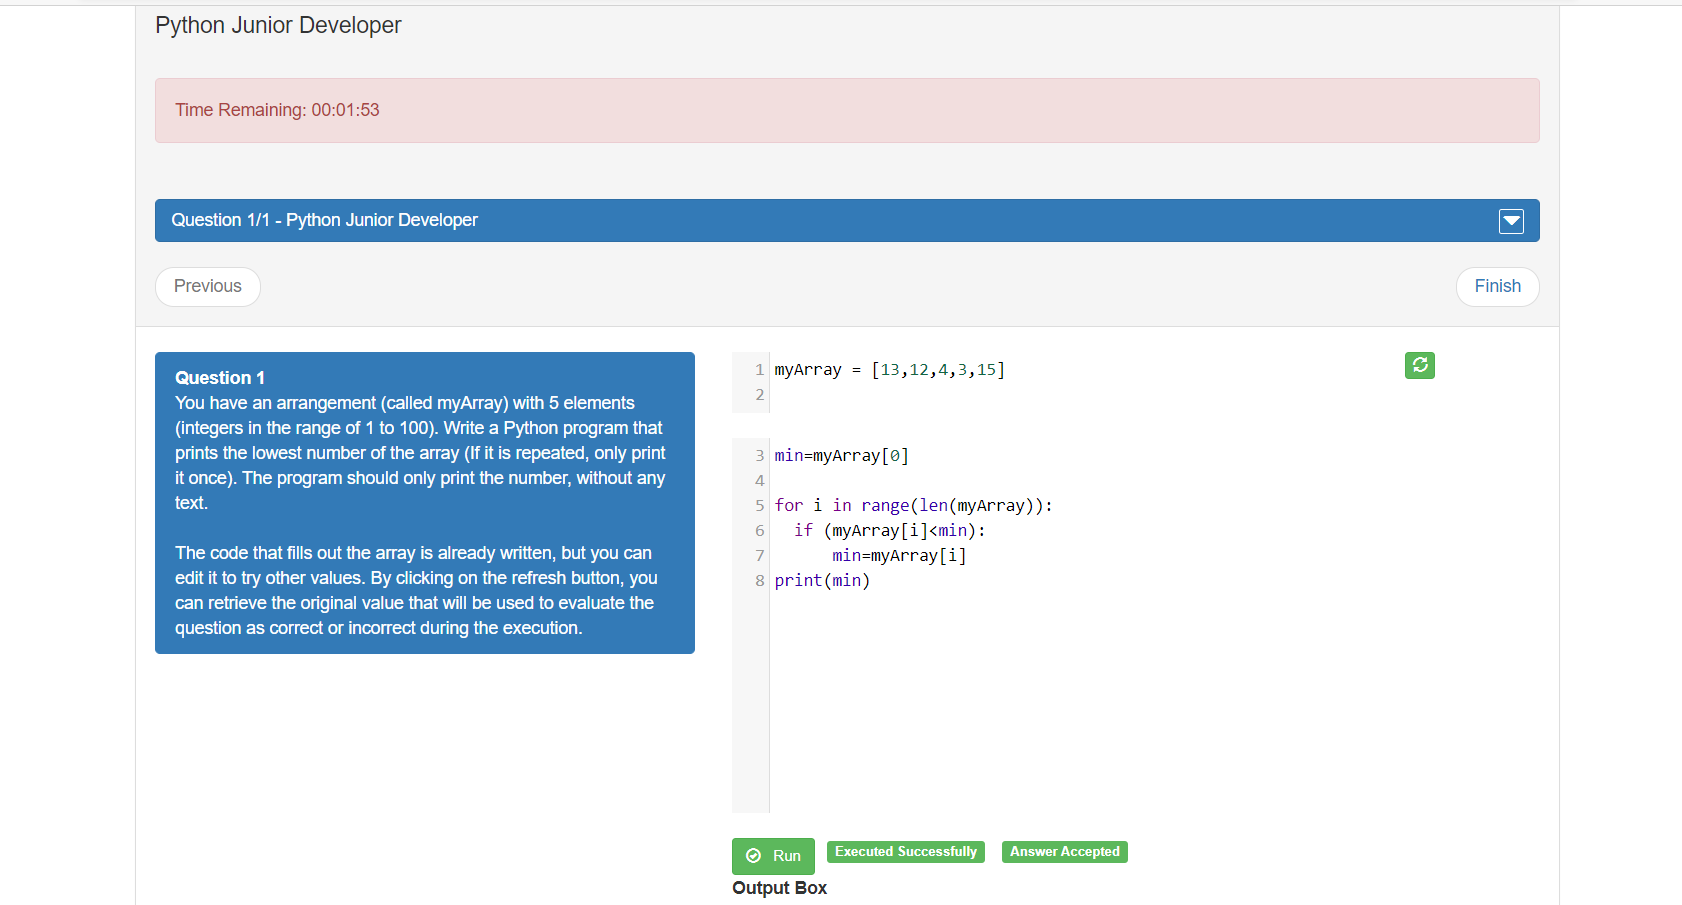 Python Junior Developer
Time Remaining: 00:01:53
Question 1/1 - Python Junior Developer
Previous
Finish
Question 1
You have an arrangement (called myArray) with 5 elements
(integers in the range of 1 to 100). Write a Python program that
prints the lowest number of the array (If it is repeated, only print
it once). The program should only print the number, without any
text.
The code that fills out the array is already written, but you can
edit it to try other values. By clicking on the refresh button, you
can retrieve the original value that will be used to evaluate the
question as correct or incorrect during the execution.
1 myArray = [13,12,4,3,15]
2
3 min=myArray[0]
4
5 for i in range(len(myArray)):
6   if (myArray[i]<min):
7       min=myArray[i]
8 print(min)
Run
Executed Successfully
Answer Accepted
Output Box